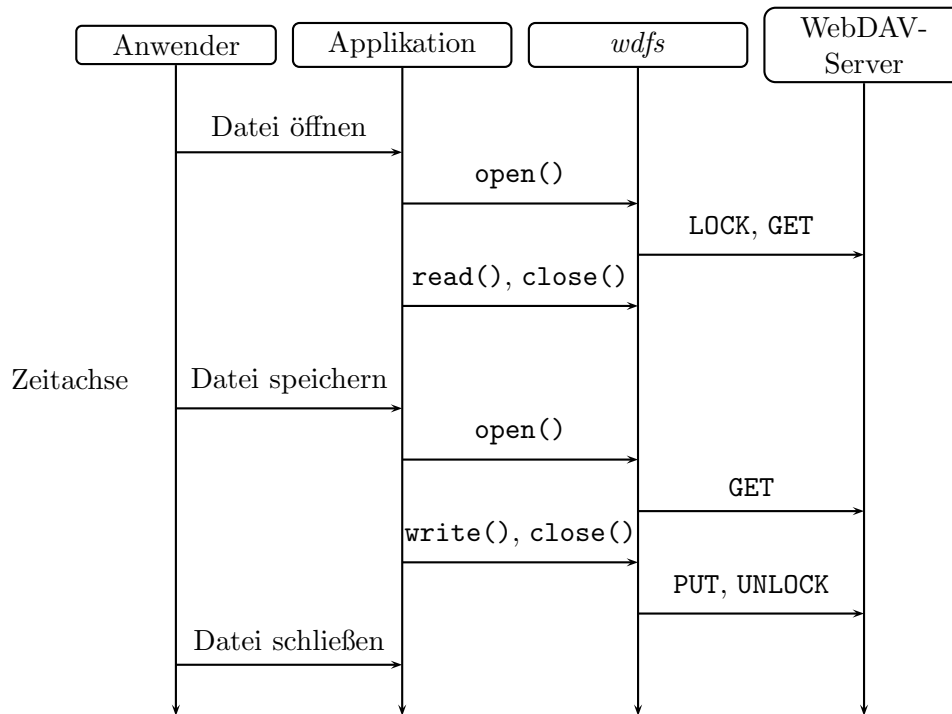 Anwender
Applikation
wdfs
WebDAV-
Server
Datei öffnen
open()
LOCK, GET
read(), close()
Zeitachse
Datei speichern
open()
GET
write(), close()
PUT, UNLOCK
Datei schließen